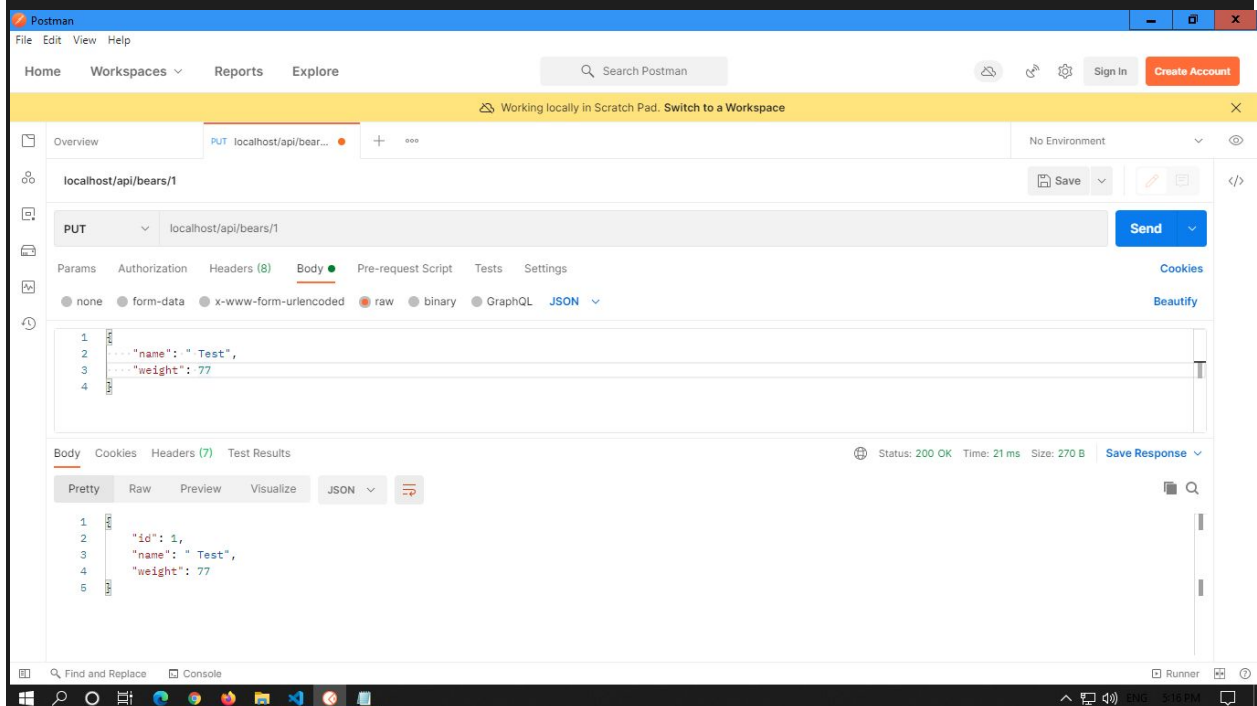 Postman
File Edit View Help
Home Workspaces Reports Explore Search Postman Sign In Create Account
Working locally in Scratch Pad. Switch to a Workspace
Overview PUT localhost/api/bear... No Environment
localhost/api/bears/1 Save
PUT localhost/api/bears/1 Send
Params Authorization Headers (8) Body Pre-request Script Tests Settings Cookies
none form-data x-www-form-urlencoded raw binary GraphQL JSON Beautify
1 {
2 "name": " Test",
3 "weight": 77
4 }
Body Cookies Headers (7) Test Results Status: 200 OK Time: 21 ms Size: 270 B Save Response
Pretty Raw Preview Visualize JSON
1 {
2 "id": 1,
3 "name": " Test",
4 "weight": 77
5 }
Find and Replace Console Runner
ENG 5:16 PM